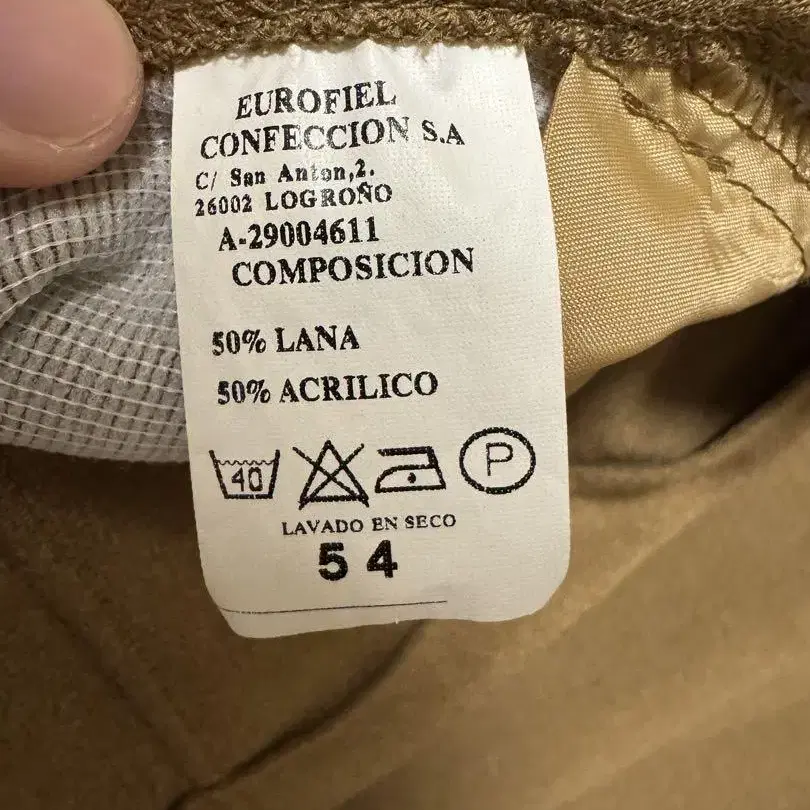 EUROFIEL
CONFECCION S.A
C/ San Anton,2.
26002 LOGROÑO
A-29004611
COMPOSICION
50% LANA
50% ACRILICO
40 P
LAVADO EN SECO
54